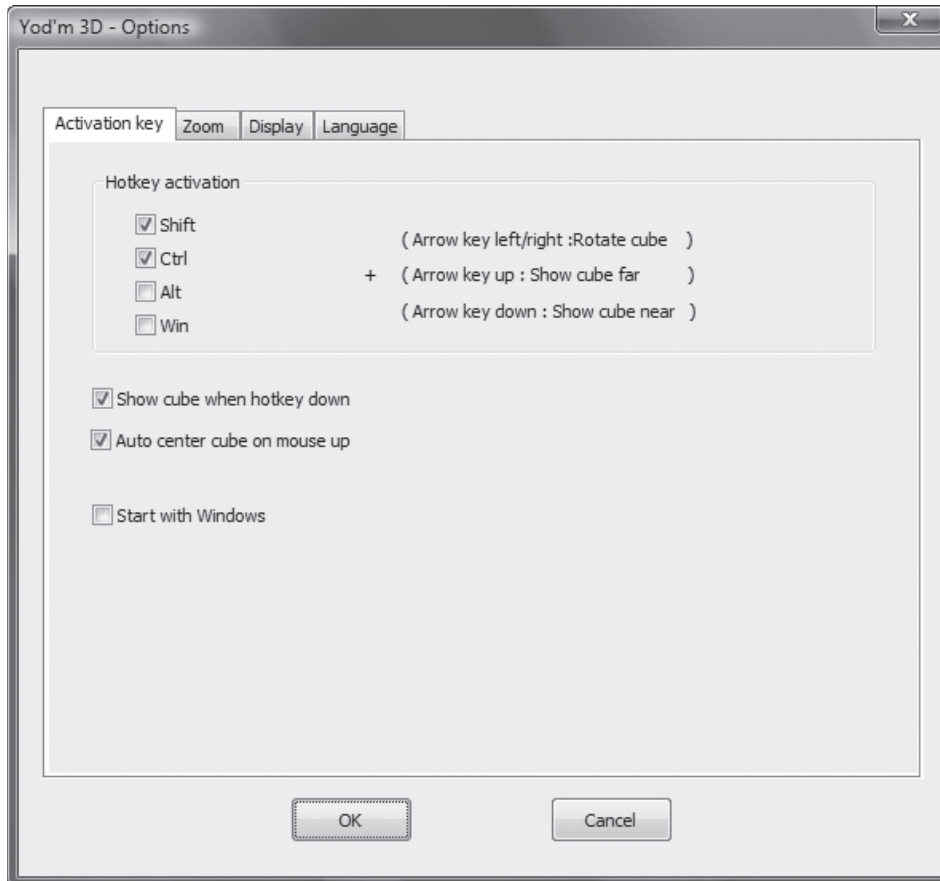 Yod'm 3D - Options
X
Activation key Zoom Display Language
Hotkey activation
Shift
( Arrow key left/right :Rotate cube )
Ctrl
+ ( Arrow key up : Show cube far )
Alt
( Arrow key down : Show cube near )
Win
Show cube when hotkey down
Auto center cube on mouse up
Start with Windows
OK Cancel